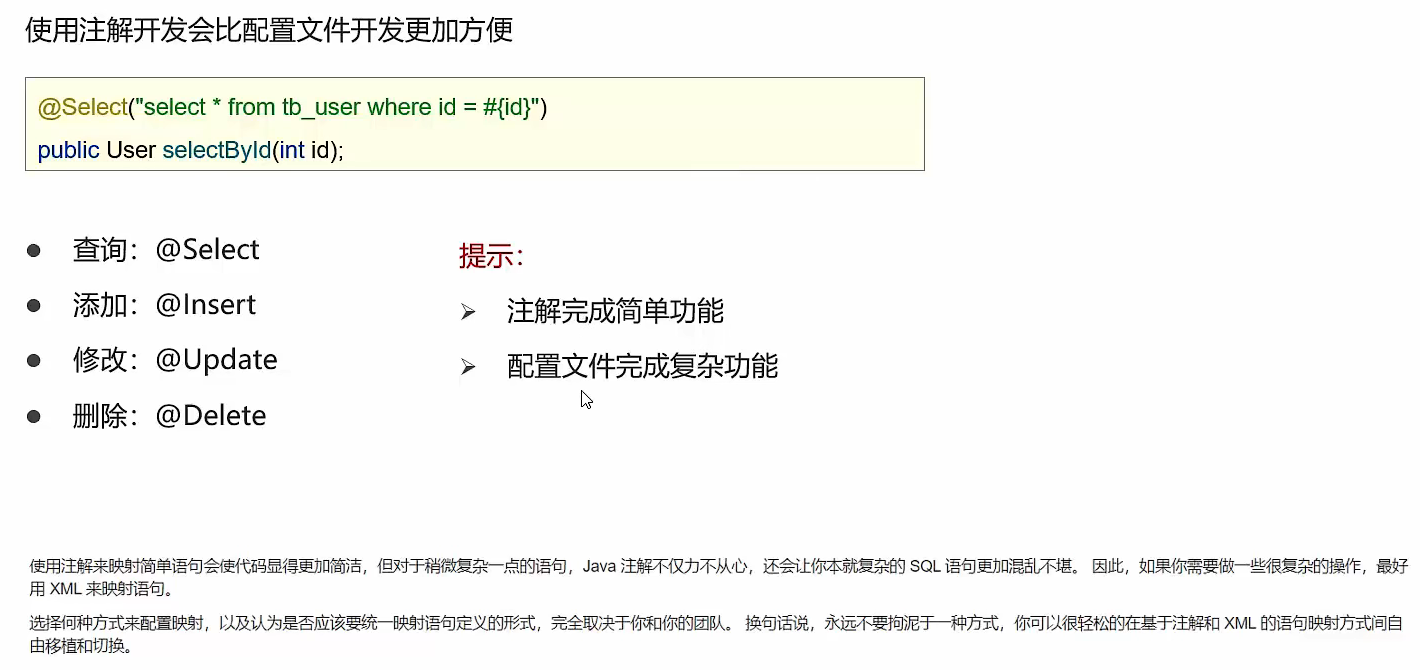 使用注解开发会比配置文件开发更加方便
@Select("select * from tb_user where id = #{id}")
public User selectById(int id);
● 查询：@Select
● 添加：@Insert
● 修改：@Update
● 删除：@Delete
提示：
➢ 注解完成简单功能
➢ 配置文件完成复杂功能
使用注解来映射简单语句会使代码显得更加简洁，但对于稍微复杂一点的语句，Java 注解不仅力不从心，还会让你本就复杂的 SQL 语句更加混乱不堪。 因此，如果你需要做一些很复杂的操作，最好
用 XML 来映射语句。
选择何种方式来配置映射，以及认为是否应该要统一映射语句定义的形式，完全取决于你和你的团队。 换句话说，永远不要拘泥于一种方式，你可以很轻松的在基于注解和 XML 的语句映射方式间自
由移植和切换。